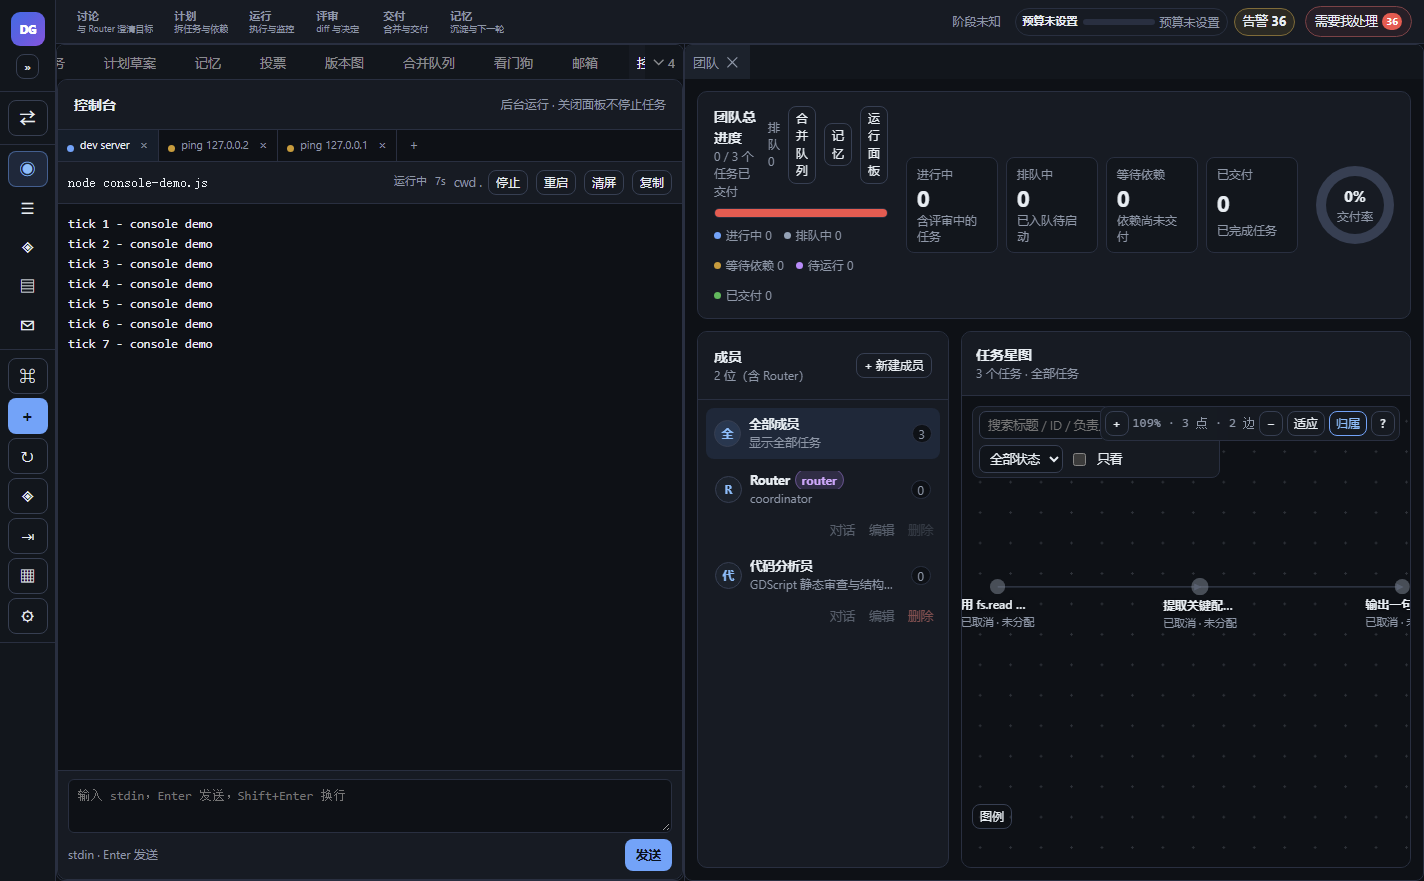 DG
»
讨论
与 Router 澄清目标
计划
拆任务与依赖
运行
执行与监控
评审
diff 与决定
交付
合并与交付
记忆
沉淀与下一轮
阶段未知
预算未设置
预算未设置
告警 36
需要我处理 36
务
计划草案
记忆
投票
版本图
合并队列
看门狗
邮箱
4
控制台
后台运行 · 关闭面板不停止任务
dev server ×
ping 127.0.0.2 ×
ping 127.0.0.1 ×
+
node console-demo.js
运行中 7s cwd .
停止
重启
清屏
复制
tick 1 - console demo
tick 2 - console demo
tick 3 - console demo
tick 4 - console demo
tick 5 - console demo
tick 6 - console demo
tick 7 - console demo
输入 stdin，Enter 发送，Shift+Enter 换行
stdin · Enter 发送
发送
团队
团队总进度
0 / 3 个任务已交付
排队 0
合并队列
记忆
运行面板
进行中 0
排队中 0
等待依赖 0
待运行 0
已交付 0
进行中
0
含评审中的任务
排队中
0
已入队待启动
等待依赖
0
依赖尚未交付
已交付
0
已完成任务
0%
交付率
成员
2 位（含 Router）
+ 新建成员
全
全部成员
显示全部任务
3
R
Router router
coordinator
0
对话 编辑 删除
代
代码分析员
GDScript 静态审查与结构...
0
对话 编辑 删除
任务星图
3 个任务 · 全部任务
搜索标题 / ID / 负责
+
109% · 3 点 · 2 边
−
适应
归属
?
全部状态
只看
用 fs.read ...
已取消 · 未分配
提取关键配...
已取消 · 未分配
输出一句
已取消 · 
图例